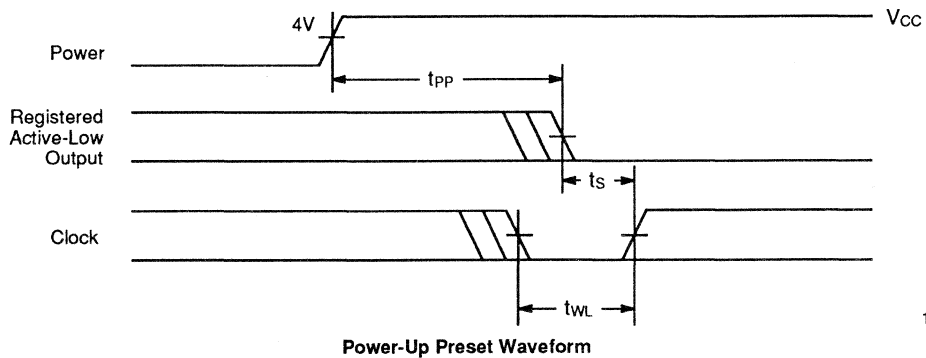 4V
VCC
Power
tPP
Registered
Active-Low
Output
tS
Clock
tWL
Power-Up Preset Waveform
1